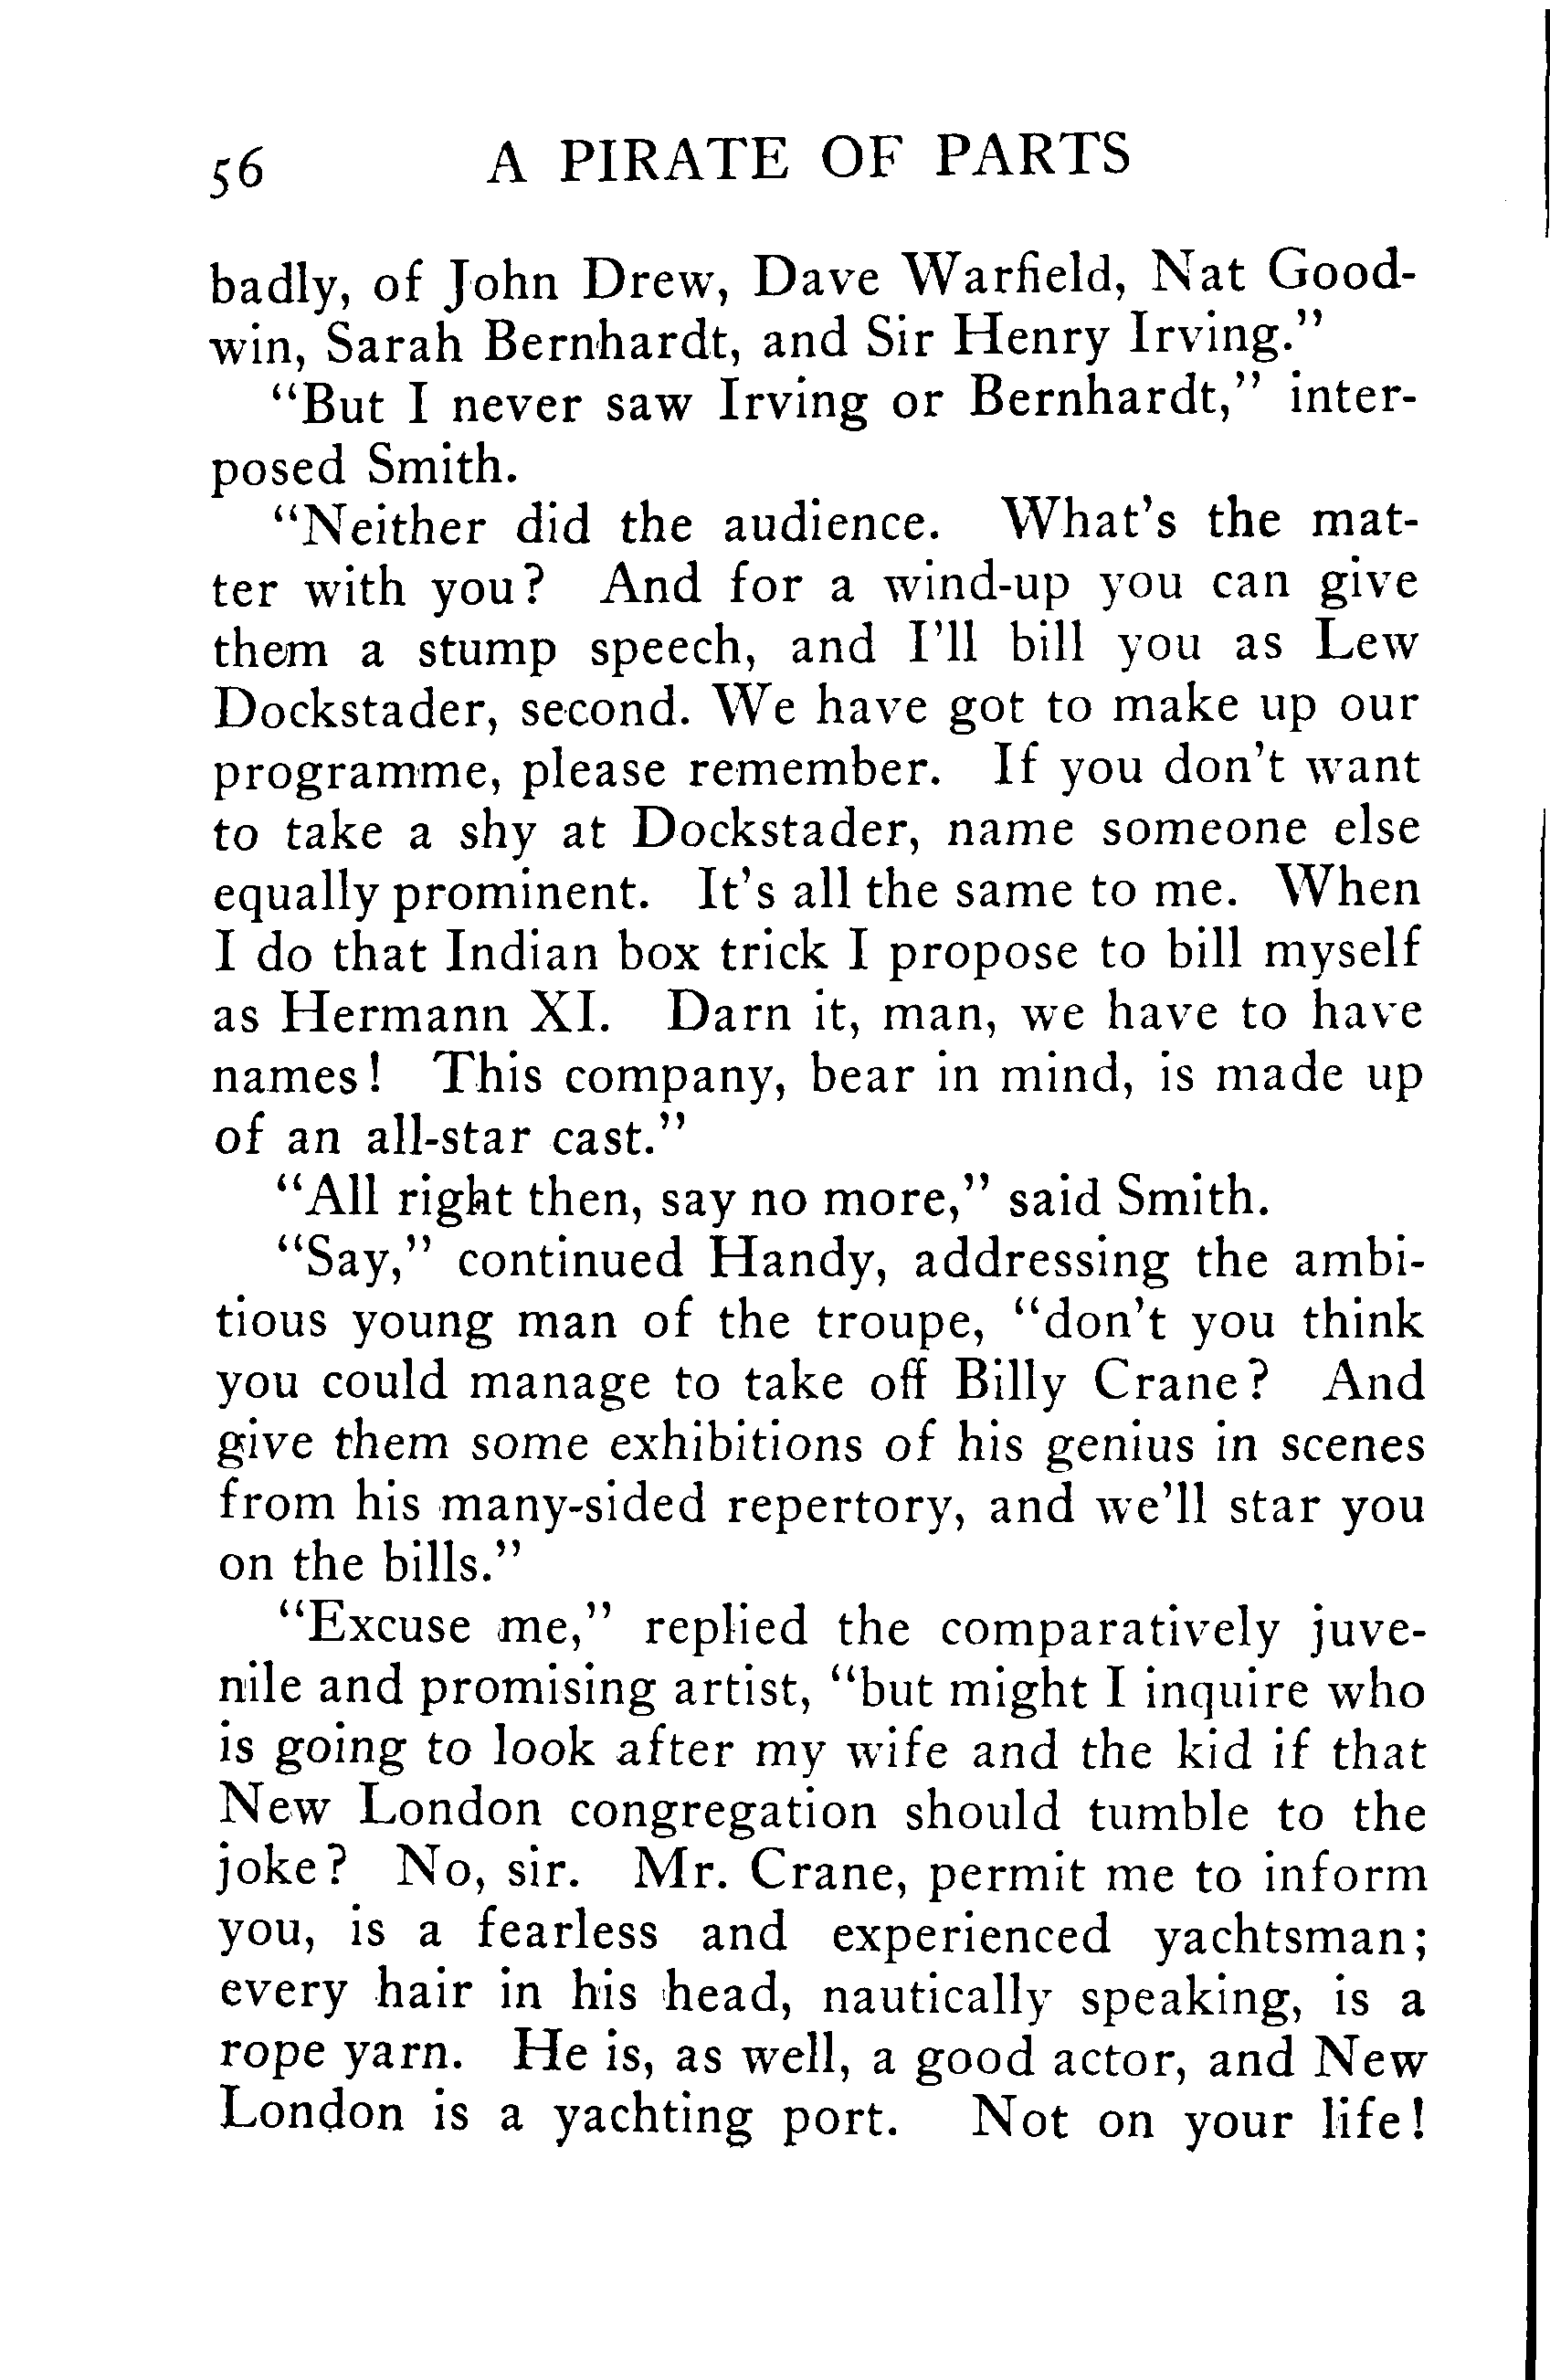 56 A PIRATE OF PARTS
badly, of John Drew, Dave Warfield, Nat Good-
win, Sarah Bernhardt, and Sir Henry Irving."
"But I never saw Irving or Bernhardt," inter-
posed Smith.
"Neither did the audience. What's the mat-
ter with you? And for a wind-up you can give
them a stump speech, and I'll bill you as Lew
Dockstader, second. We have got to make up our
programme, please remember. If you don't want
to take a shy at Dockstader, name someone else
equally prominent. It's all the same to me. When
I do that Indian box trick I propose to bill myself
as Hermann XI. Darn it, man, we have to have
names! This company, bear in mind, is made up
of an all-star cast."
"All right then, say no more," said Smith.
"Say," continued Handy, addressing the ambi-
tious young man of the troupe, "don't you think
you could manage to take off Billy Crane? And
give them some exhibitions of his genius in scenes
from his many-sided repertory, and we'll star you
on the bills."
"Excuse me," replied the comparatively juve-
nile and promising artist, "but might I inquire who
is going to look after my wife and the kid if that
New London congregation should tumble to the
joke? No, sir. Mr. Crane, permit me to inform
you, is a fearless and experienced yachtsman;
every hair in his head, nautically speaking, is a
rope yarn. He is, as well, a good actor, and New
London is a yachting port. Not on your life!